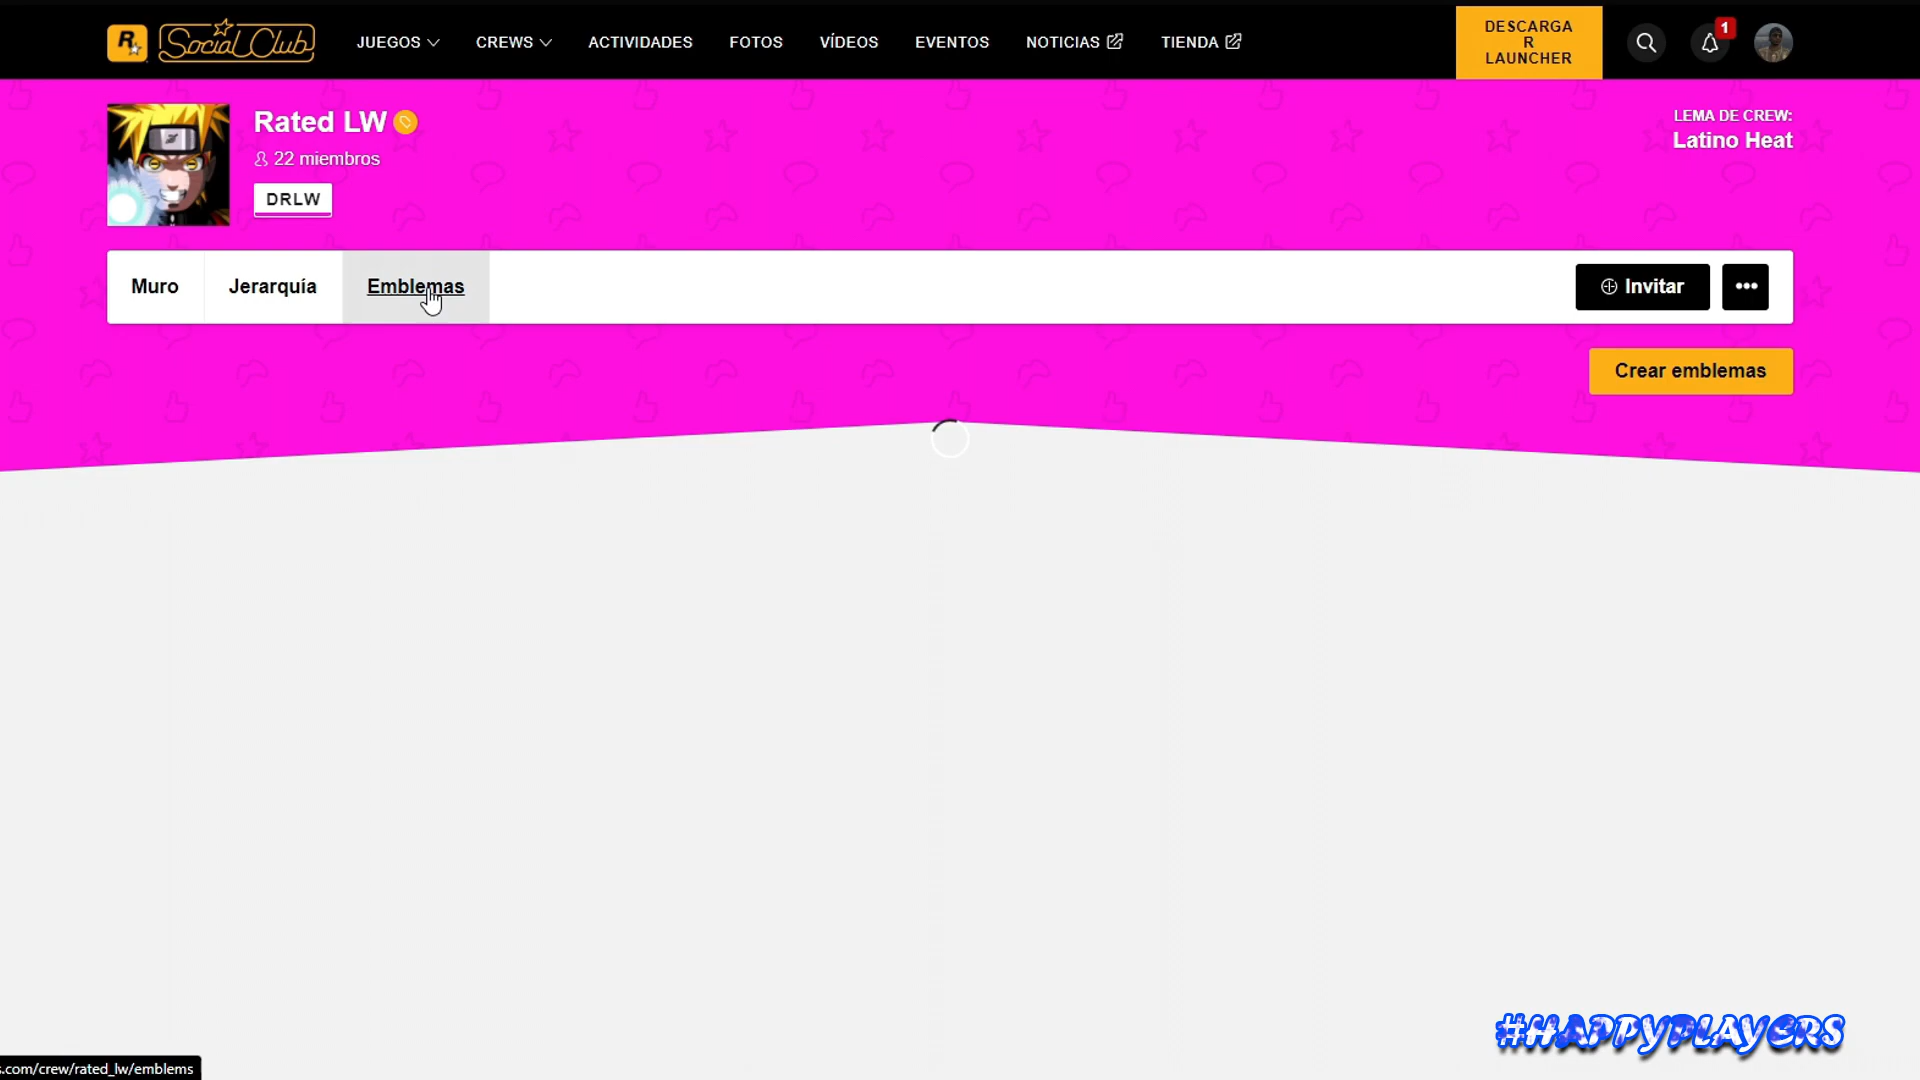 R
Social Club
JUEGOS
CREWS
ACTIVIDADES
FOTOS
VÍDEOS
EVENTOS
NOTICIAS
TIENDA
DESCARGA
R
LAUNCHER
1
Rated LW
22 miembros
DRLW
LEMA DE CREW:
Latino Heat
Muro
Jerarquía
Emblemas
Invitar
Crear emblemas
#HAPPYPLAYERS
s.com/crew/rated_lw/emblems